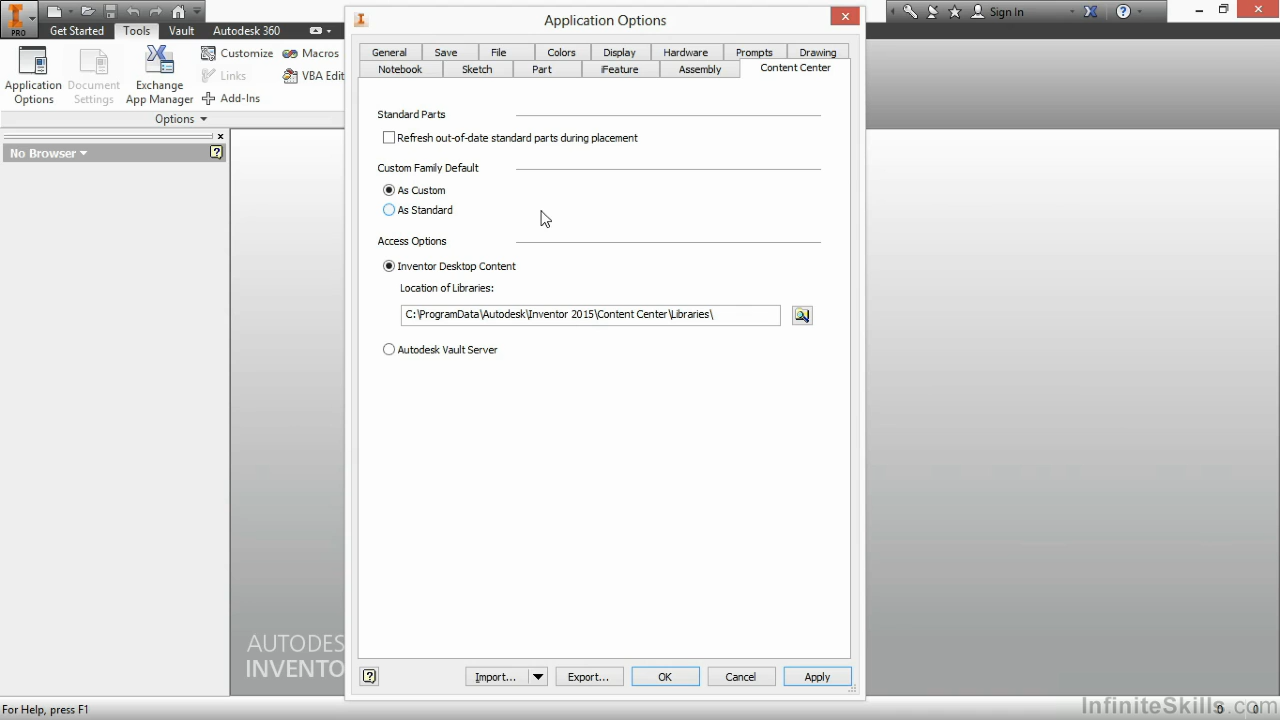 PRO
Get Started
Tools
Vault
Autodesk 360
Sign In
Application Options
Document Settings
Customize
Links
Exchange App Manager
Add-Ins
Macros
VBA Edit
Options
No Browser
Application Options
General
Save
File
Colors
Display
Hardware
Prompts
Drawing
Notebook
Sketch
Part
iFeature
Assembly
Content Center
Standard Parts
Refresh out-of-date standard parts during placement
Custom Family Default
As Custom
As Standard
Access Options
Inventor Desktop Content
Location of Libraries:
C:\ProgramData\Autodesk\Inventor 2015\Content Center\Libraries\
Autodesk Vault Server
Import...
Export...
OK
Cancel
Apply
AUTODES
INVENTO
For Help, press F1
InfiniteSkills.com